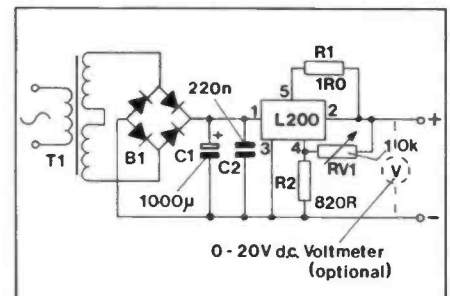 R1
1R0
220n
5
1
L200
2
+
3
4
T1
B1
C1
+
C2
RV1
10k
V
1000µ
R2
820R
-
0-20V d.c. Voltmeter
(optional)